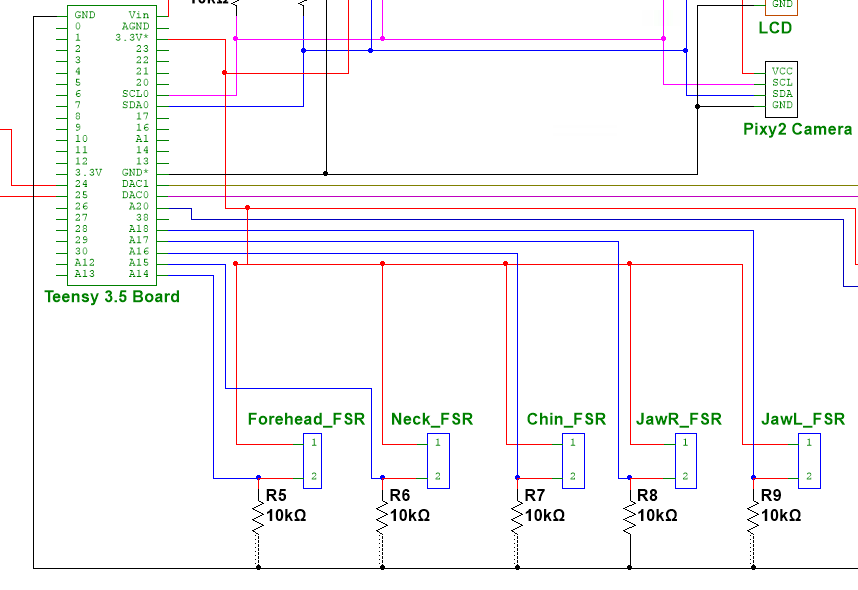 10kΩ
GND
LCD
GND Vin
0 AGND
1 3.3V*
2 23
3 22
4 21
5 20
6 SCL0
7 SDA0
8 17
9 16
10 A1
11 14
12 13
3.3V GND*
24 DAC1
25 DAC0
26 A20
27 38
28 A18
29 A17
30 A16
A12 A15
A13 A14
Teensy 3.5 Board
VCC
SCL
SDA
GND
Pixy2 Camera
Forehead_FSR Neck_FSR Chin_FSR JawR_FSR JawL_FSR
1 1 1 1 1
2 2 2 2 2
R5 R6 R7 R8 R9
10kΩ 10kΩ 10kΩ 10kΩ 10kΩ